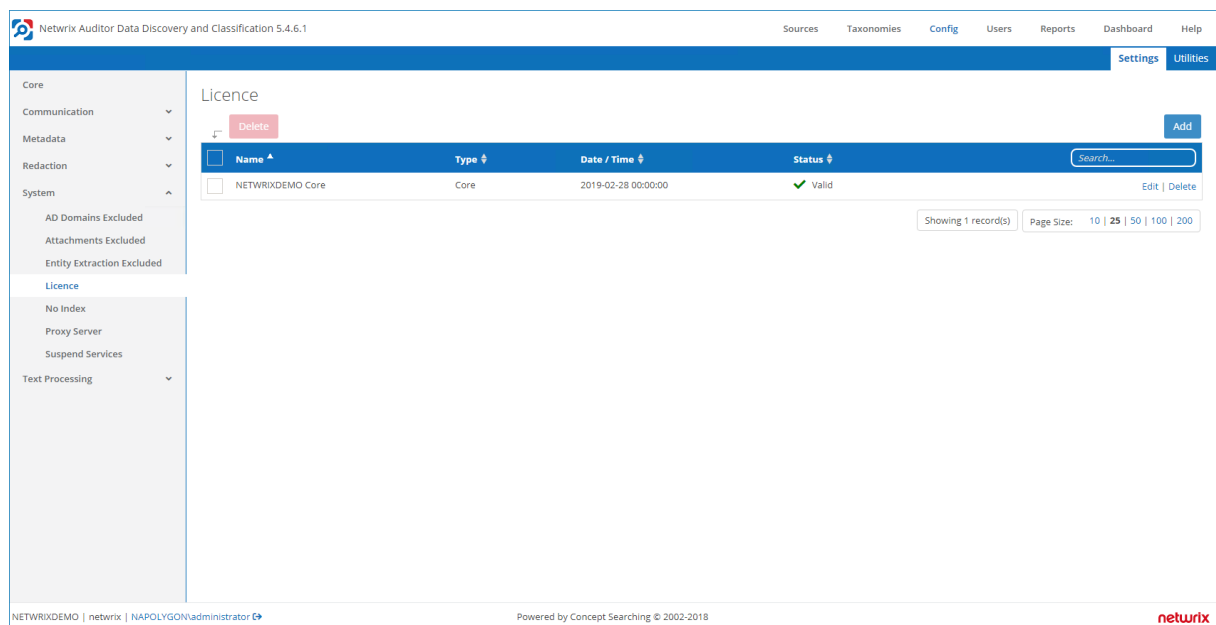 Netwrix Auditor Data Discovery and Classification 5.4.6.1
Sources Taxonomies Config Users Reports Dashboard Help
Settings Utilities
Core
Communication
Metadata
Redaction
System
AD Domains Excluded
Attachments Excluded
Entity Extraction Excluded
Licence
No Index
Proxy Server
Suspend Services
Text Processing
Licence
Delete
Add
Name Type Date / Time Status Search...
NETWRIXDEMO Core Core 2019-02-28 00:00:00 Valid Edit | Delete
Showing 1 record(s) Page Size: 10 | 25 | 50 | 100 | 200
NETWRIXDEMO | netwrix | NAPOLYGON\administrator Powered by Concept Searching © 2002-2018 netwrix